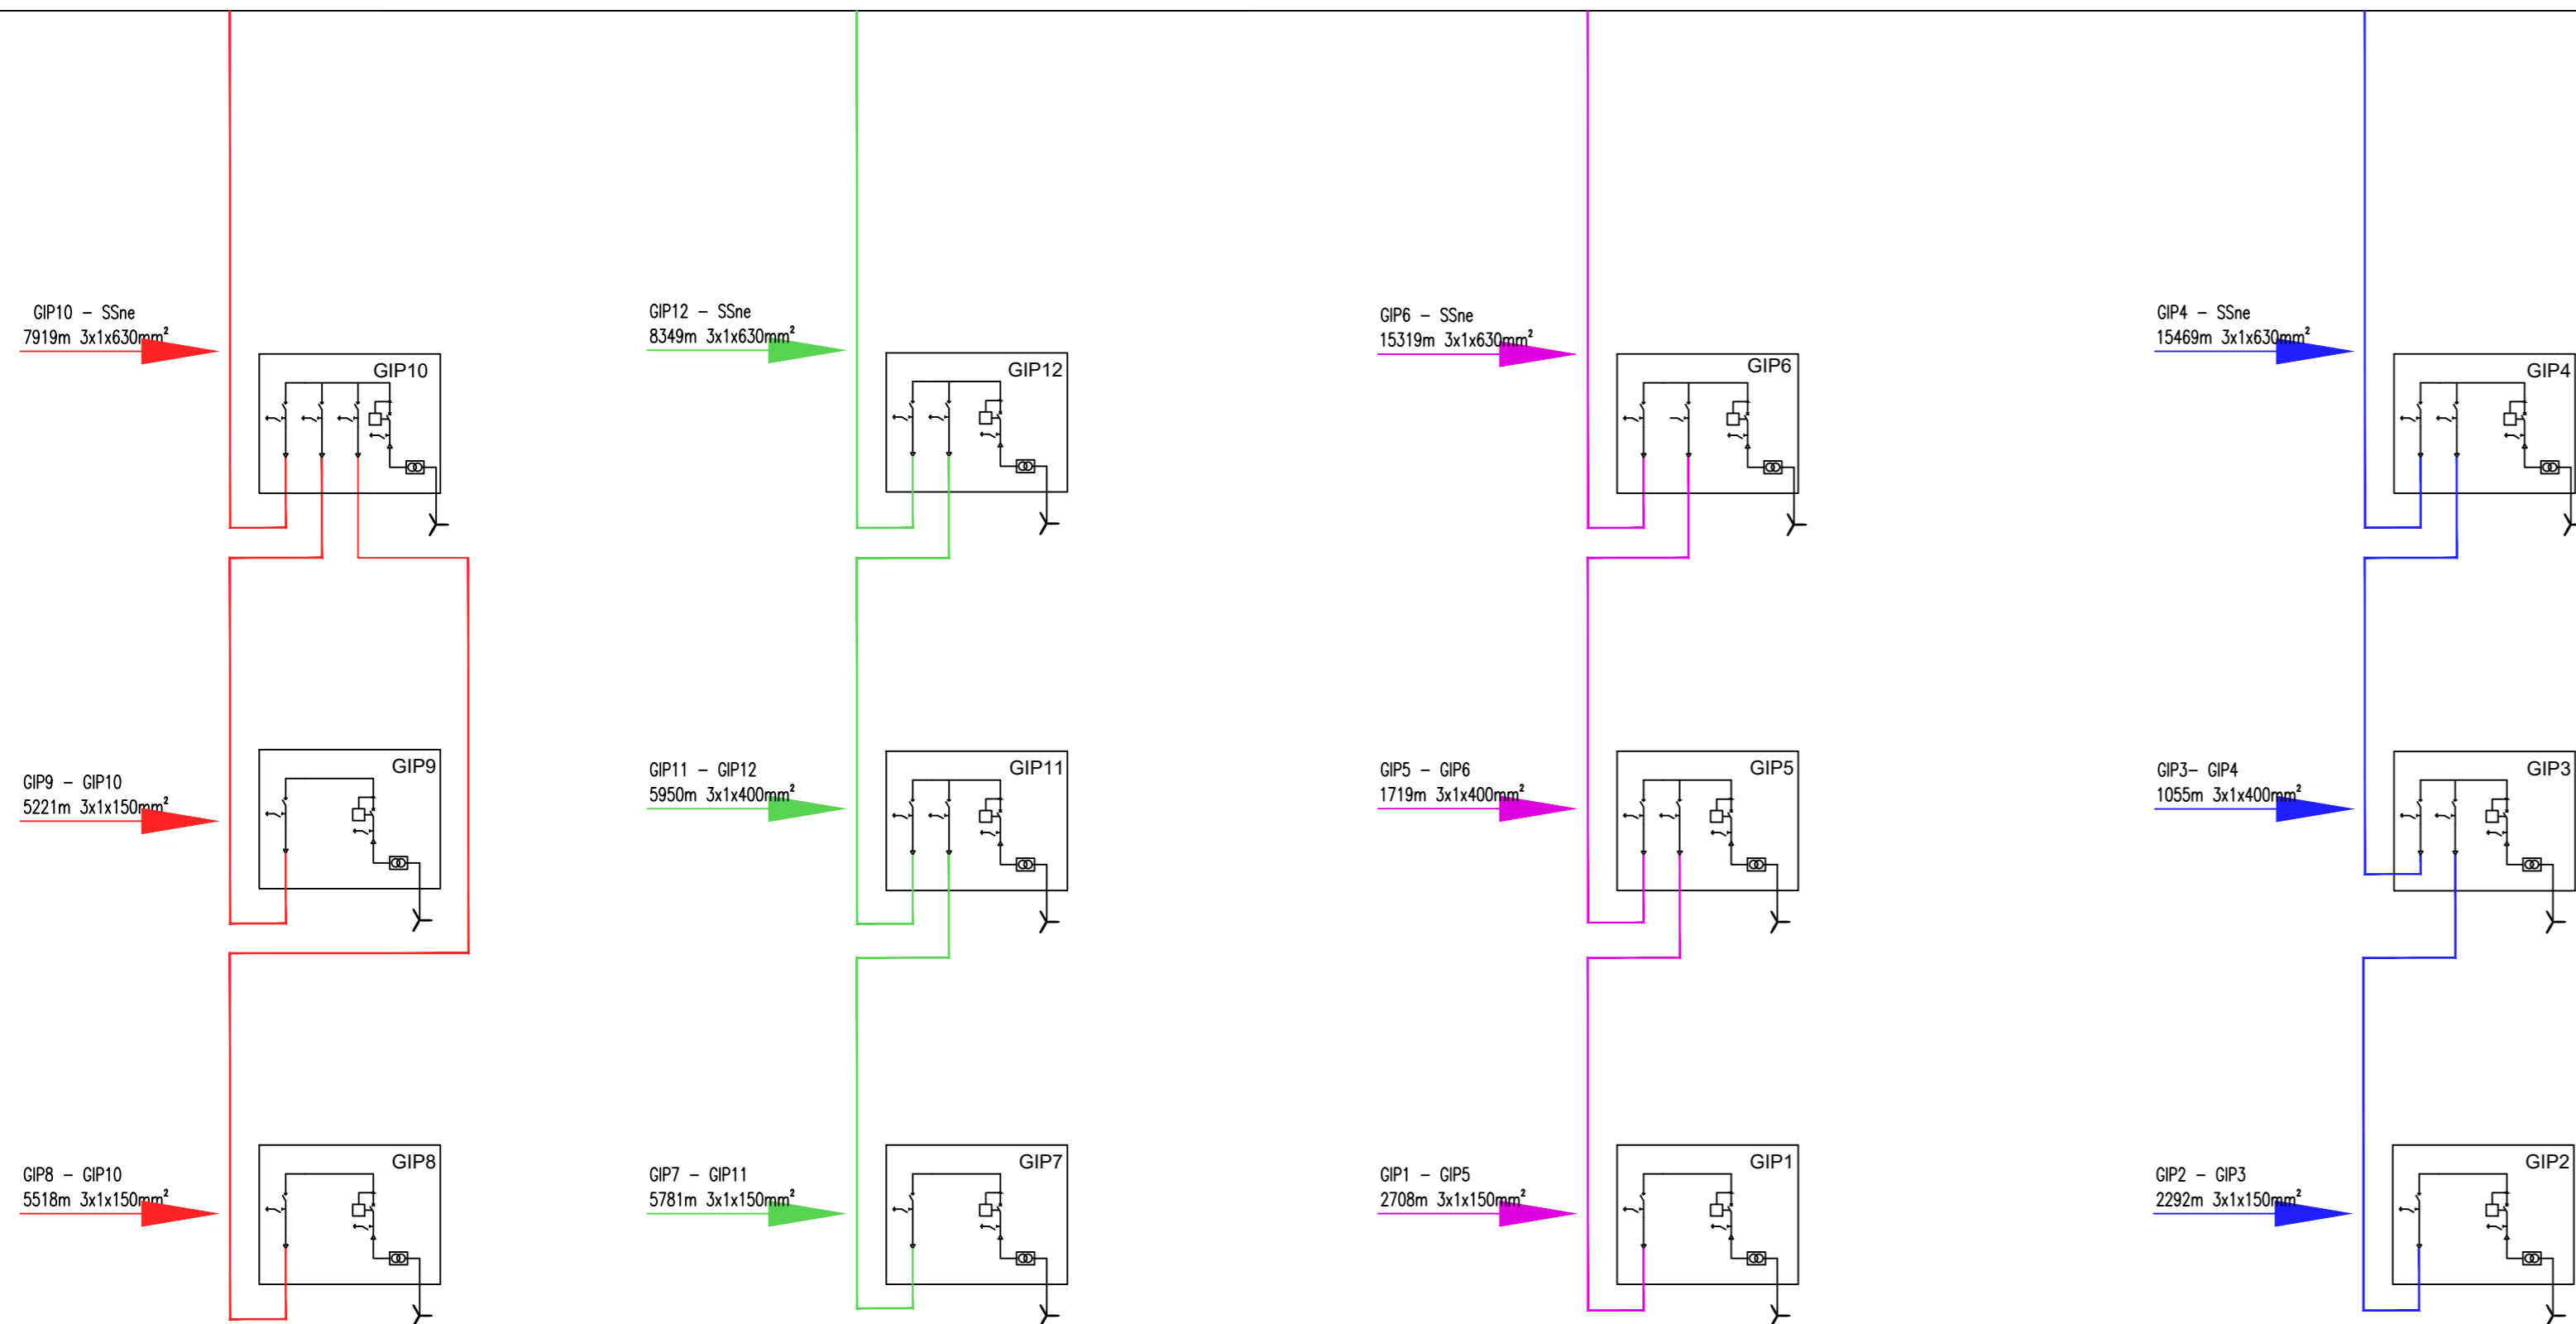 GIP10 - SSne
7919m 3x1x630mm²
GIP10
GIP12 - SSne
8349m 3x1x630mm²
GIP12
GIP6 - SSne
15319m 3x1x630mm²
GIP6
GIP4 - SSne
15469m 3x1x630mm²
GIP4
GIP9 - GIP10
5221m 3x1x150mm²
GIP9
GIP11 - GIP12
5950m 3x1x400mm²
GIP11
GIP5 - GIP6
1719m 3x1x400mm²
GIP5
GIP3- GIP4
1055m 3x1x400mm²
GIP3
GIP8 - GIP10
5518m 3x1x150mm²
GIP8
GIP7 - GIP11
5781m 3x1x150mm²
GIP7
GIP1 - GIP5
2708m 3x1x150mm²
GIP1
GIP2 - GIP3
2292m 3x1x150mm²
GIP2